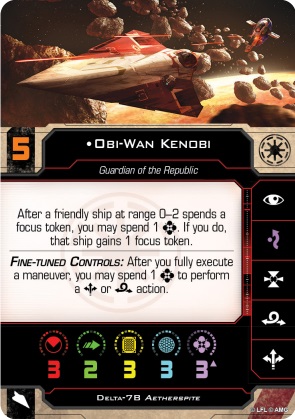 5
•Obi-Wan Kenobi
Guardian of the Republic
After a friendly ship at range 0–2 spends a
focus token, you may spend 1 . If you do,
that ship gains 1 focus token.
Fine-tuned Controls: After you fully execute
a maneuver, you may spend 1 to perform
a or action.
3 2 3 3
Delta-7B Aethersprite
© LFL © AMG